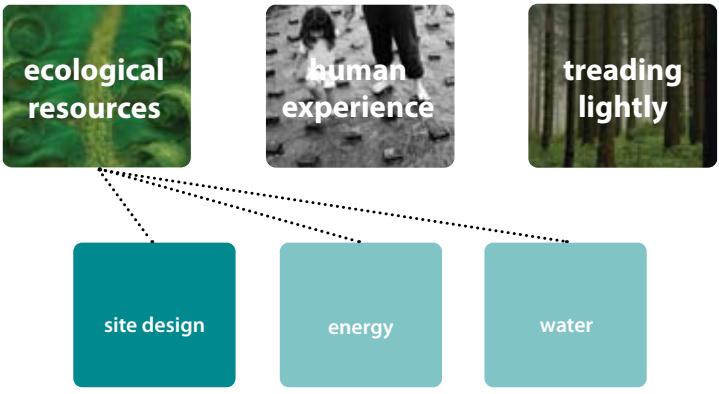 ecological
resources
human
experience
treading
lightly
site design
energy
water